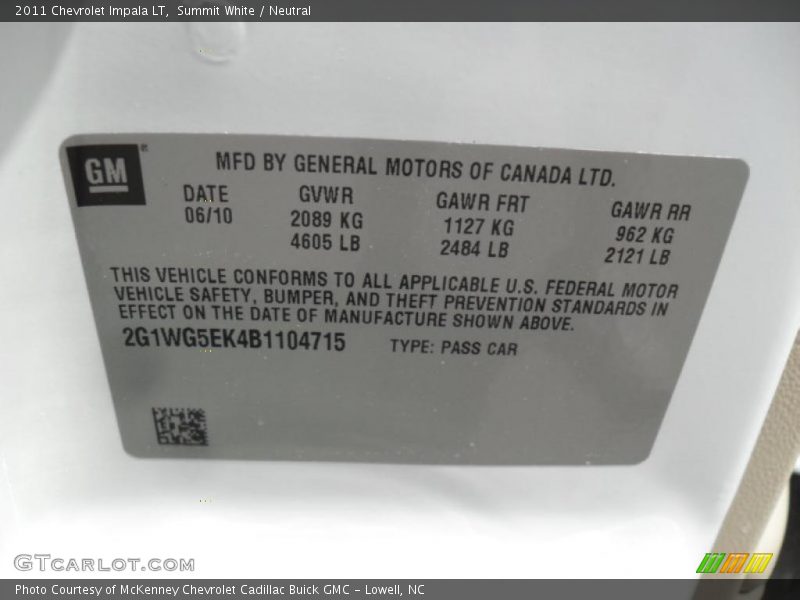 2011 Chevrolet Impala LT, Summit White / Neutral
GM
MFD BY GENERAL MOTORS OF CANADA LTD.
DATE GVWR GAWR FRT GAWR RR
06/10 2089 KG 1127 KG 962 KG
4605 LB 2484 LB 2121 LB
THIS VEHICLE CONFORMS TO ALL APPLICABLE U.S. FEDERAL MOTOR
VEHICLE SAFETY, BUMPER, AND THEFT PREVENTION STANDARDS IN
EFFECT ON THE DATE OF MANUFACTURE SHOWN ABOVE.
2G1WG5EK4B1104715 TYPE: PASS CAR
GTCARLOT.COM
Photo Courtesy of McKenney Chevrolet Cadillac Buick GMC - Lowell, NC